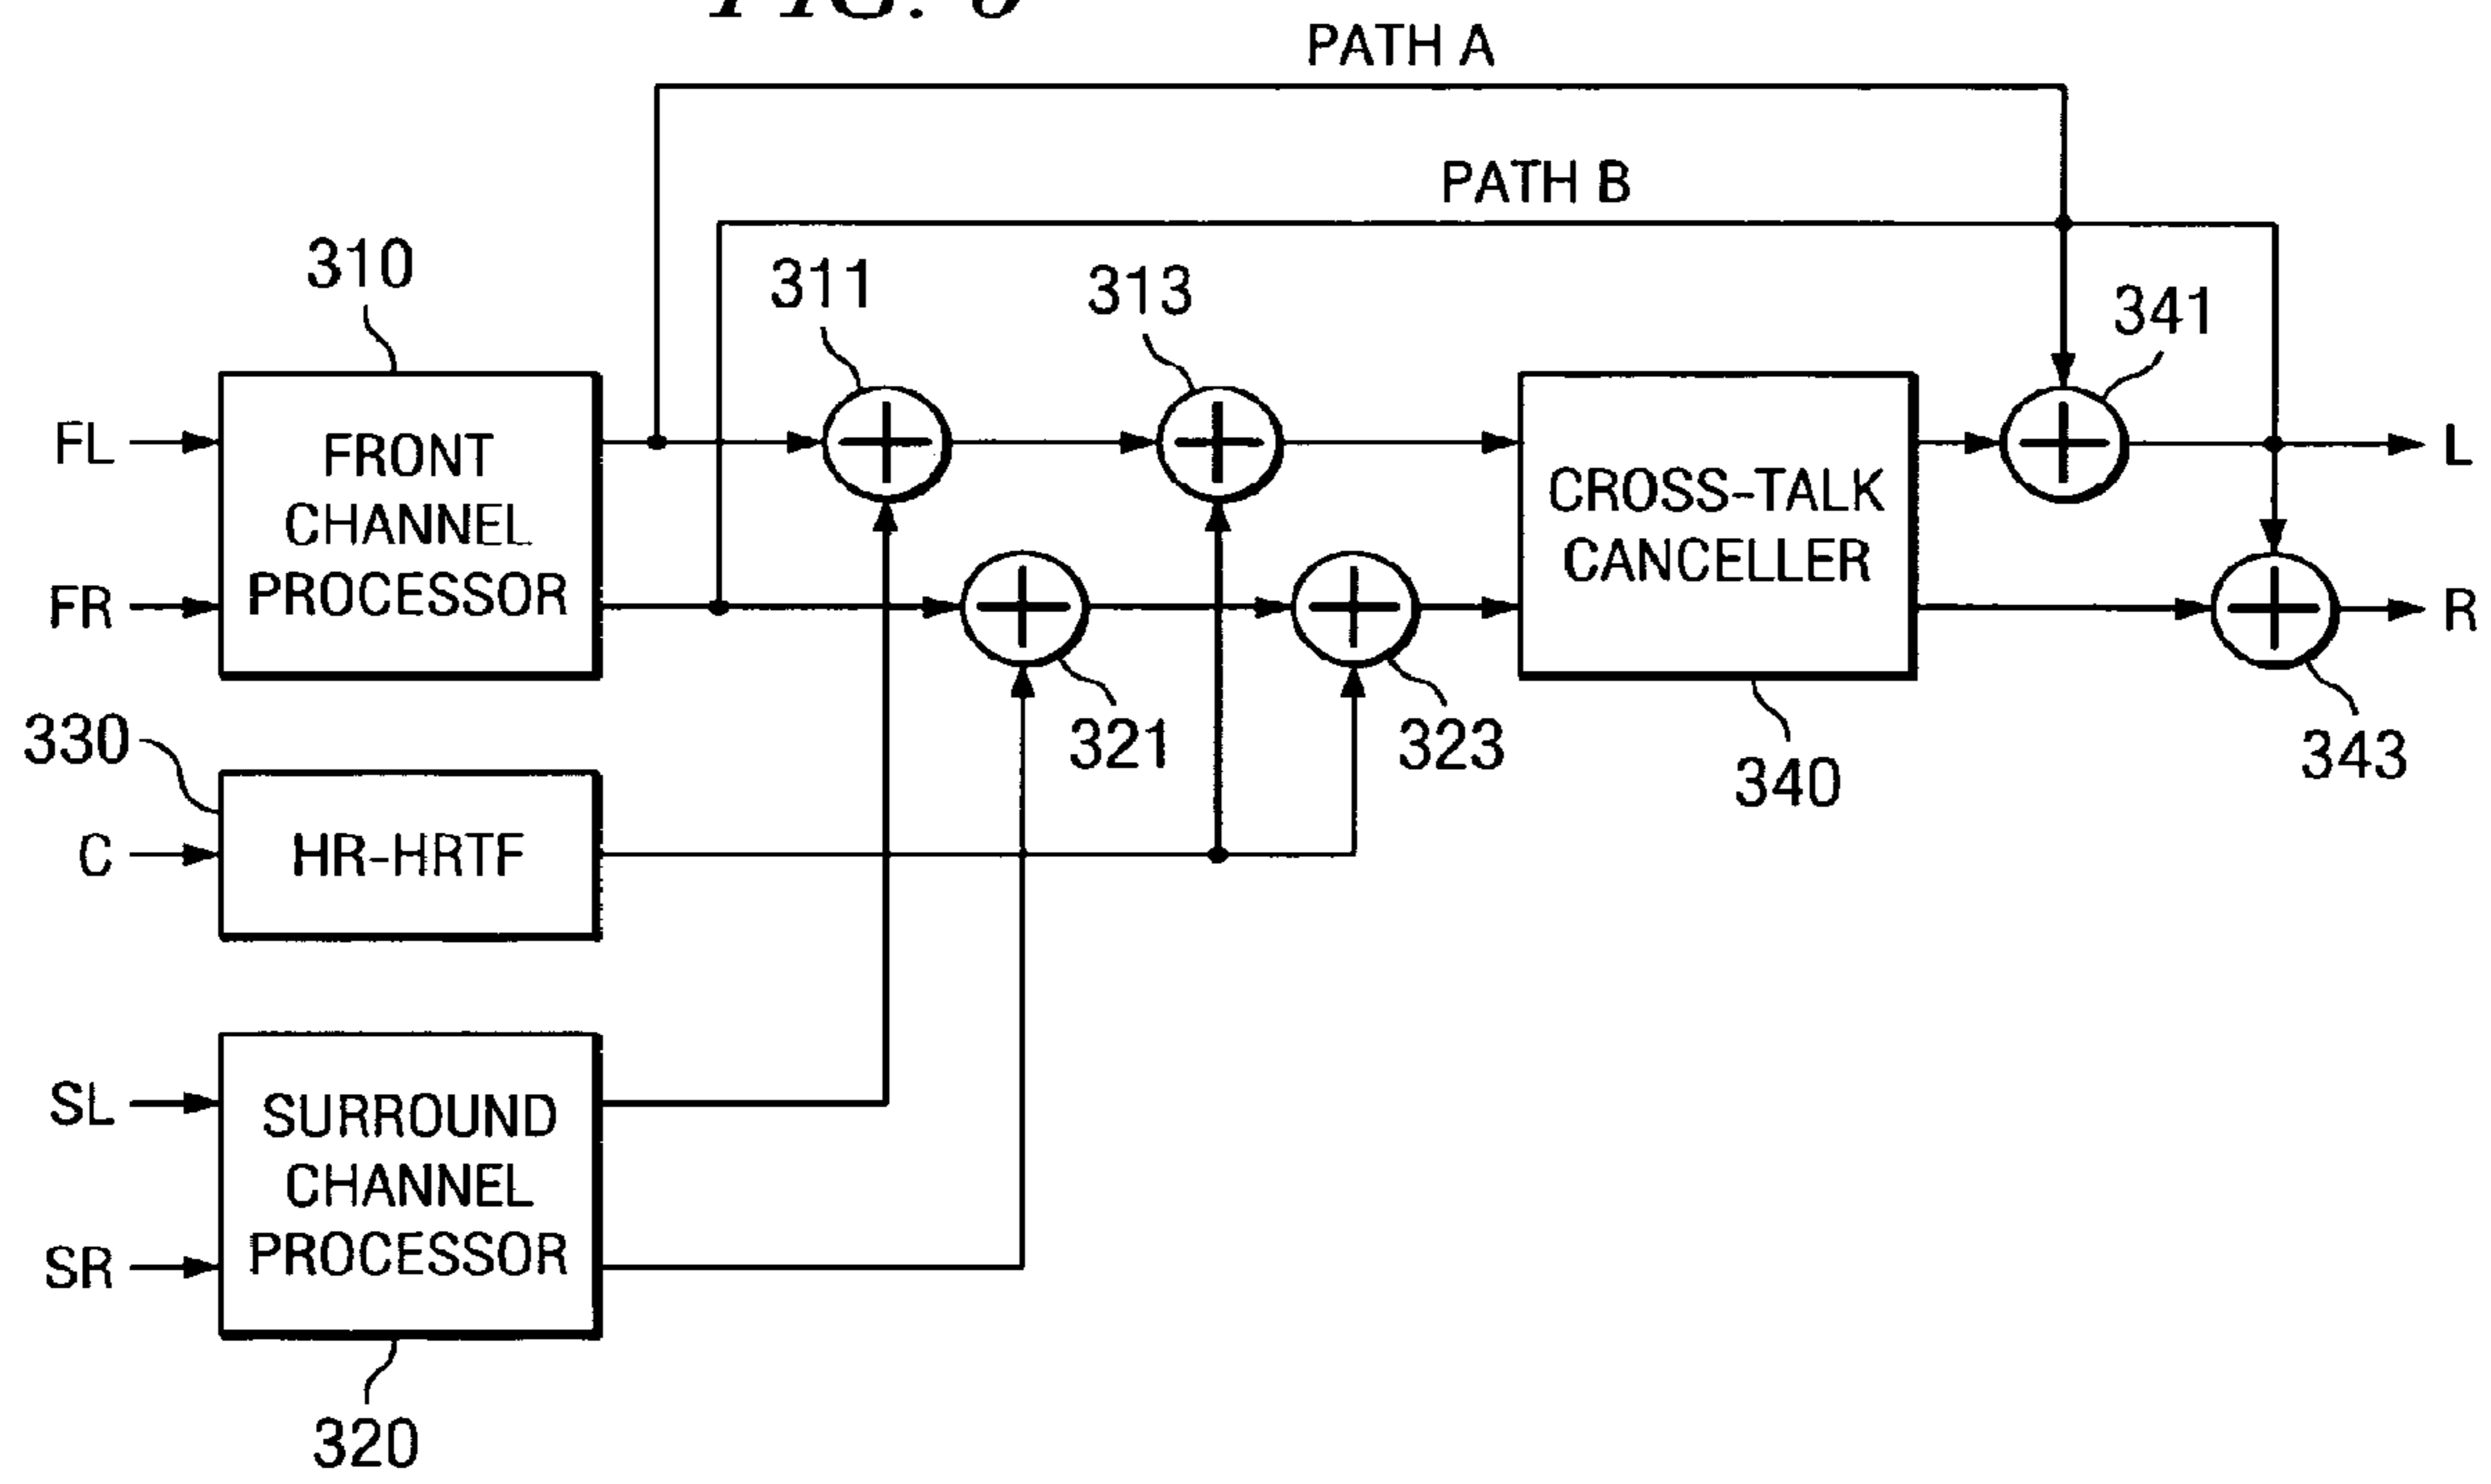 PATH A
PATH B
310
311
313
341
FL
FRONT
CHANNEL
PROCESSOR
FR
CROSS-TALK
CANCELLER
L
R
321
323
340
343
330
C
HR-HRTF
SL
SURROUND
CHANNEL
PROCESSOR
SR
320